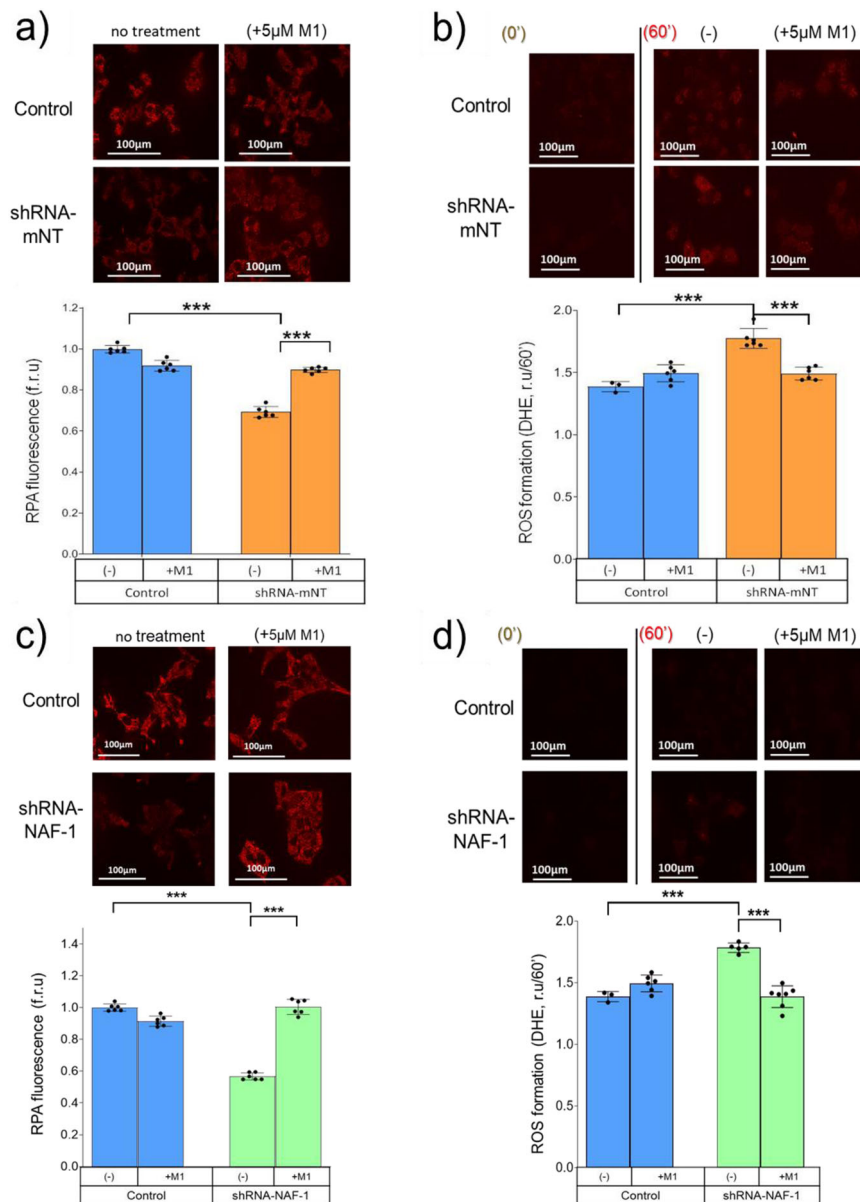 a)
no treatment (+5μM M1)
Control
100μm 100μm
shRNA-
mNT
100μm 100μm
***
***
RPA fluorescence (f.r.u)
1.2
1.0
0.8
0.6
0.4
0.2
0.0
(-) +M1 (-) +M1
Control shRNA-mNT
b)
(0’) (60’) (-) (+5μM M1)
Control
100μm 100μm 100μm
shRNA-
mNT
100μm 100μm 100μm
*** ***
ROS formation (DHE, r.u/60’)
2.0
1.5
1.0
0.5
0.0
(-) +M1 (-) +M1
Control shRNA-mNT
c)
no treatment (+5μM M1)
Control
100μm 100μm
shRNA-
NAF-1
100μm 100μm
***
***
RPA fluorescence (f.r.u)
1.4
1.2
1.0
0.8
0.6
0.4
0.2
0.0
(-) +M1 (-) +M1
Control shRNA-NAF-1
d)
(0’) (60’) (-) (+5μM M1)
Control
100μm 100μm 100μm
shRNA-
NAF-1
100μm 100μm 100μm
***
***
ROS formation (DHE, r.u/60’)
2.0
1.5
1.0
0.5
0.0
(-) +M1 (-) +M1
Control shRNA-NAF-1